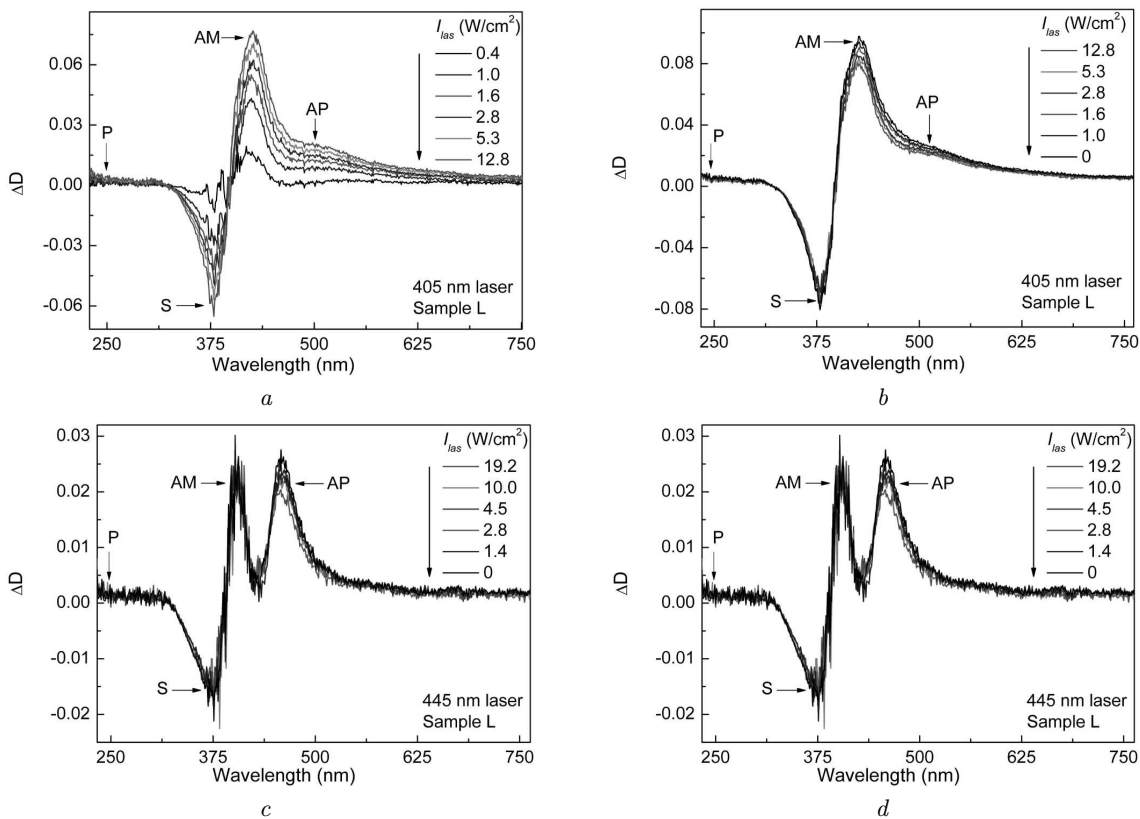 I_las (W/cm²)
0.4
1.0
1.6
2.8
5.3
12.8
AM
AP
P
S
0.06
0.03
0.00
-0.03
-0.06
ΔD
405 nm laser
Sample L
250 375 500 625 750
Wavelength (nm)
a
I_las (W/cm²)
12.8
5.3
2.8
1.6
1.0
0
AM
AP
P
S
0.08
0.04
0.00
-0.04
-0.08
ΔD
405 nm laser
Sample L
250 375 500 625 750
Wavelength (nm)
b
I_las (W/cm²)
19.2
10.0
4.5
2.8
1.4
0
AM
AP
P
S
0.03
0.02
0.01
0.00
-0.01
-0.02
ΔD
445 nm laser
Sample L
250 375 500 625 750
Wavelength (nm)
c
I_las (W/cm²)
19.2
10.0
4.5
2.8
1.4
0
AM
AP
P
S
0.03
0.02
0.01
0.00
-0.01
-0.02
ΔD
445 nm laser
Sample L
250 375 500 625 750
Wavelength (nm)
d